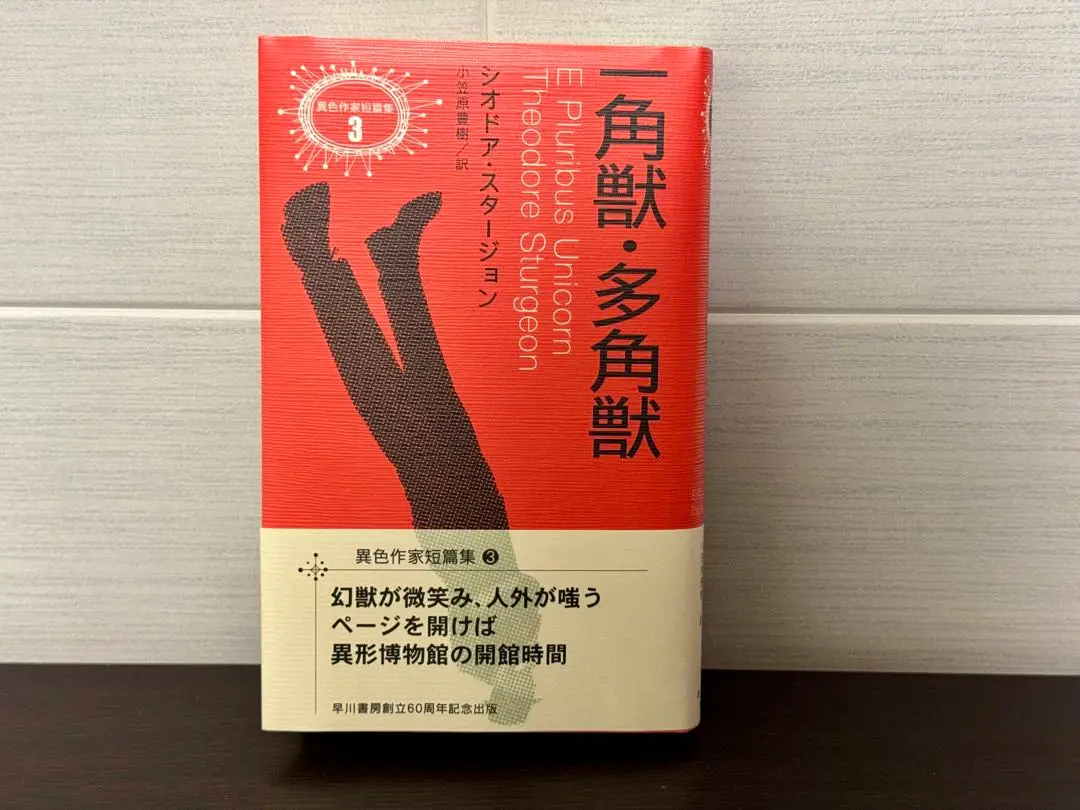 一角獣・多角獣
E Pluribus Unicorn
Theodore Sturgeon
シオドア・スタージョン
小笠原豊樹/訳
異色作家短篇集
3
異色作家短篇集 ❸
幻獣が微笑み、人外が嗤う
ページを開けば
異形博物館の開館時間
早川書房創立60周年記念出版